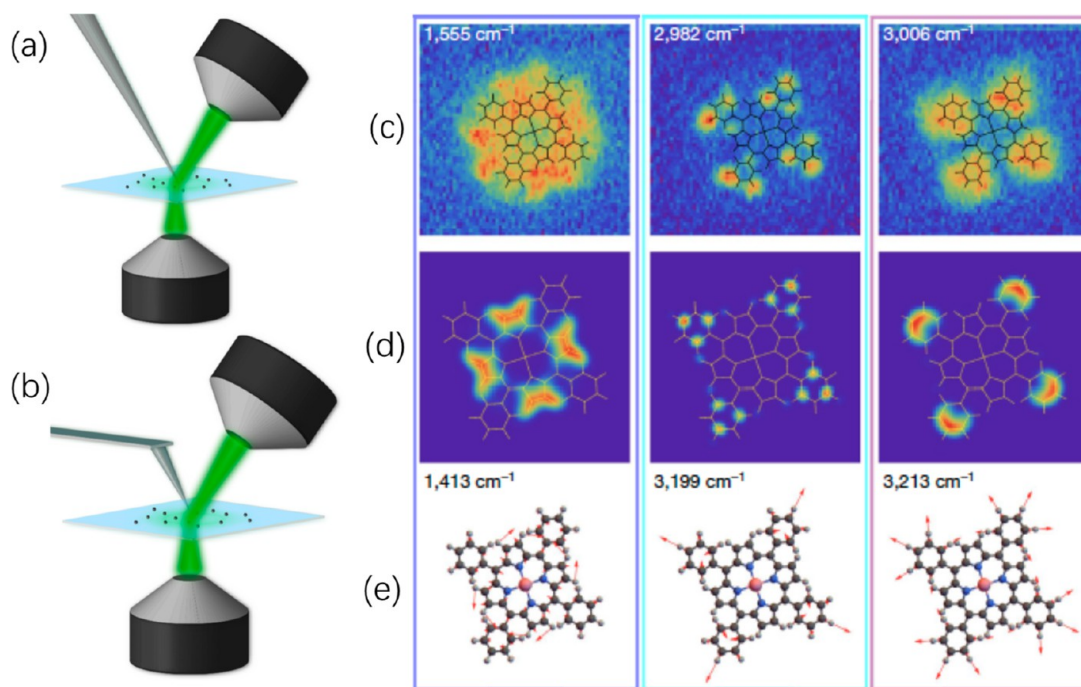 (a)
(b)
(c)
1,555 cm⁻¹
2,982 cm⁻¹
3,006 cm⁻¹
(d)
(e)
1,413 cm⁻¹
3,199 cm⁻¹
3,213 cm⁻¹